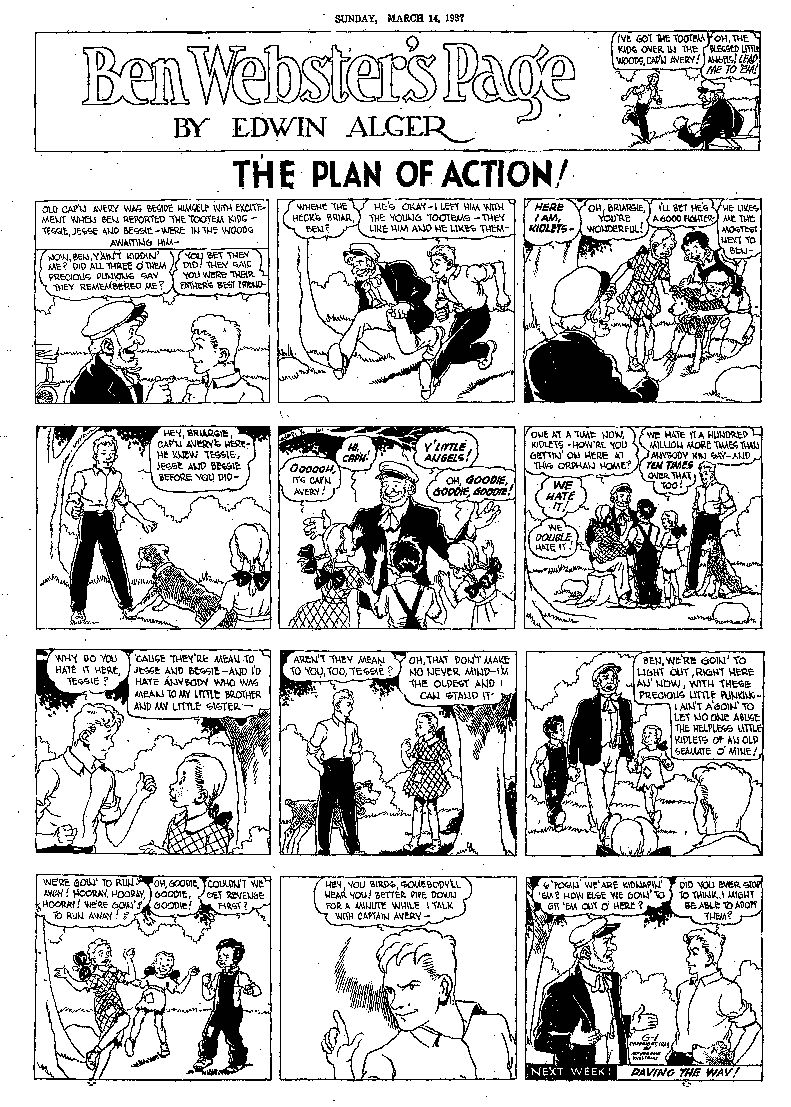 SUNDAY, MARCH 14, 1937
Ben Webster's Page
BY EDWIN ALGER
I'VE GOT THE TOOTEM
KIDS OVER IN THE
WOODS, CAP'N AVERY!
OH, THE
BLESSED LITTLE
ANGELS! LEAD
ME TO 'EM!
THE PLAN OF ACTION!
OLD CAP'N AVERY WAS BESIDE HIMSELF WITH EXCITE-
MENT WHEN BEN REPORTED THE TOOTEM KIDS -
TESSIE, JESSE AND BESSIE - WERE IN THE WOODS
AWAITING HIM -
NOW, BEN, Y'AIN'T KIDDIN'
ME? DID ALL THREE O' THEM
PRECIOUS PUNKINS SAY
THEY REMEMBERED ME?
YOU BET THEY
DID! THEY SAID
YOU WERE THEIR
FATHER'S BEST FRIEND-
WHERE THE
HECK'S BRIAR,
BEN?
HE'S OKAY - I LEFT HIM WITH
THE YOUNG TOOTEMS - THEY
LIKE HIM AND HE LIKES THEM-
HERE
I AM,
KIDLETS-
OH, BRIARGIE,
YOU'RE
WONDERFUL!
I'LL BET HE'S
A GOOD FIGHTER-
HE LIKES
ME THE
MOSTEST
NEXT TO
BEN-
HEY, BRIARGIE,
CAP'N AVERY'S HERE-
HE KNEW TESSIE,
JESSE AND BESSIE
BEFORE YOU DID-
OOOOOH,
IT'S CAP'N
AVERY!
HI,
CAP'N!
Y' LITTLE
ANGELS!
OH, GOODIE,
GOODIE, GOODIE!
ONE AT A TIME NOW,
KIDLETS - HOW'RE YOU
GETTIN' ON HERE AT
THIS ORPHAN HOME?
WE
HATE
IT!
WE
DOUBLE
HATE IT!
WE HATE IT A HUNDRED
MILLION MORE TIMES THAN
ANYBODY KIN SAY - AND
TEN TIMES
OVER THAT,
TOO!
WHY DO YOU
HATE IT HERE,
TESSIE?
'CAUSE THEY'RE MEAN TO
JESSE AND BESSIE - AND I'D
HATE ANYBODY WHO WAS
MEAN TO MY LITTLE BROTHER
AND MY LITTLE SISTER -
AREN'T THEY MEAN
TO YOU, TOO, TESSIE?
OH, THAT DON'T MAKE
NO NEVER MIND - I'M
THE OLDEST AND I
CAN STAND IT-
BEN, WE'RE GOIN' TO
LIGHT OUT, RIGHT HERE
AN' NOW, WITH THESE
PRECIOUS LITTLE PUNKINS-
I AIN'T A'GOIN' TO
LET NO ONE ABUSE
THE HELPLESS LITTLE
KIDLETS OF AN OLD
SEAMATE O' MINE!
WE'RE GOIN' TO RUN
AWAY! HOORAY, HOORAY,
HOORAY! WE'RE GOIN'
TO RUN AWAY!
OH, GOODIE,
GOODIE,
GOODIE!
COULDN'T WE
GET REVENGE
FIRST?
HEY, YOU BIRDS, SOMEBODY'LL
HEAR YOU! BETTER PIPE DOWN
FOR A MINUTE WHILE I TALK
WITH CAPTAIN AVERY -
S'POSIN' WE ARE KIDNAPIN'
'EM? HOW ELSE WE GOIN' TO
GIT 'EM OUT O' HERE?
DID YOU EVER STOP
TO THINK, I MIGHT
BE ABLE TO ADOPT
THEM?
NEXT WEEK! PAVING THE WAY!